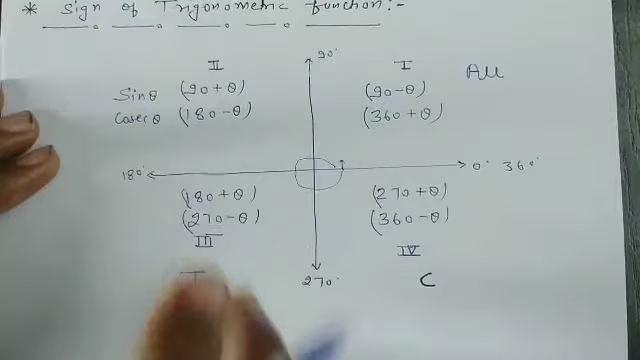 * Sign of Trigonometric function:-
90°
II
I
All
Sinθ (90+θ)
(90-θ)
Cosecθ (180-θ)
(360+θ)
180°
0° 360°
(180+θ)
(270+θ)
(270-θ)
(360-θ)
III
IV
270°
C